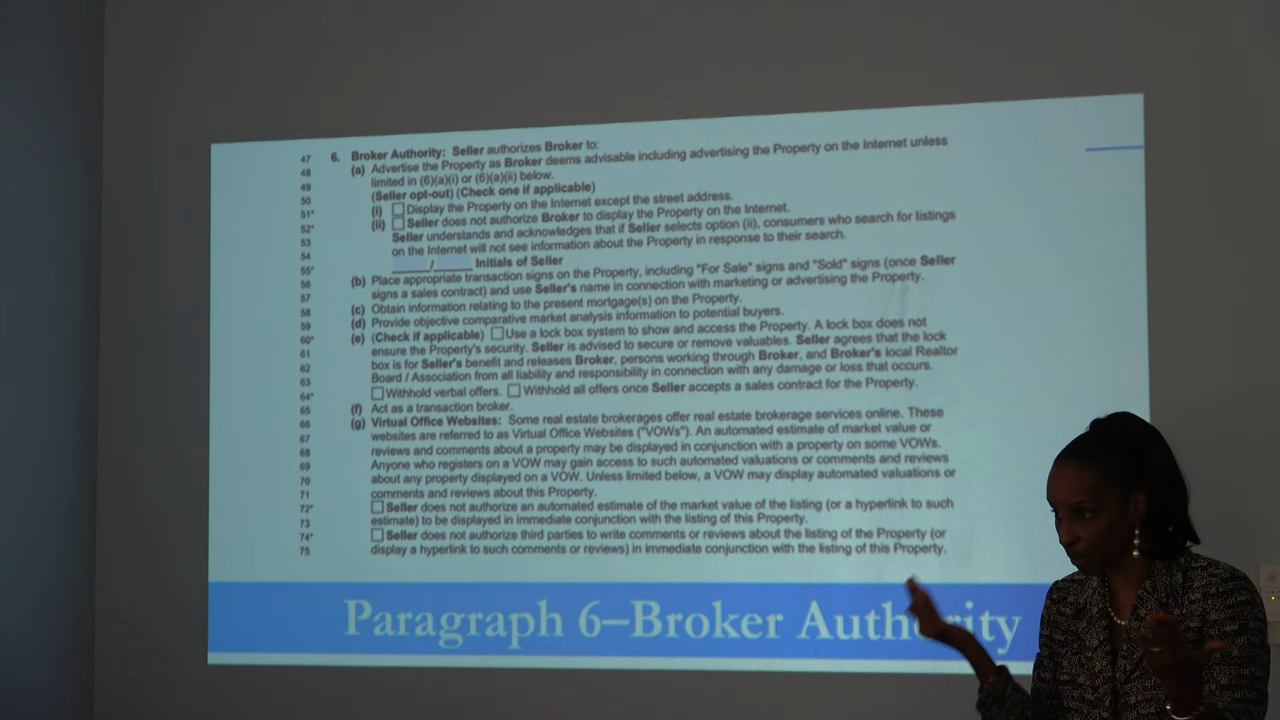 47 6. Broker Authority: Seller authorizes Broker to:
48 (a) Advertise the Property as Broker deems advisable including advertising the Property on the Internet unless
49 limited in (6)(a)(i) or (6)(a)(ii) below.
50 (Seller opt-out) (Check one if applicable)
51* (i) Display the Property on the Internet except the street address.
52* (ii) Seller does not authorize Broker to display the Property on the Internet.
53 Seller understands and acknowledges that if Seller selects option (ii), consumers who search for listings
54 on the Internet will not see information about the Property in response to their search.
55* ____/____ Initials of Seller
56 (b) Place appropriate transaction signs on the Property, including "For Sale" signs and "Sold" signs (once Seller
57 signs a sales contract) and use Seller's name in connection with marketing or advertising the Property.
58 (c) Obtain information relating to the present mortgage(s) on the Property.
59 (d) Provide objective comparative market analysis information to potential buyers.
60* (e) (Check if applicable) Use a lock box system to show and access the Property. A lock box does not
61 ensure the Property's security. Seller is advised to secure or remove valuables. Seller agrees that the lock
62 box is for Seller's benefit and releases Broker, persons working through Broker, and Broker's local Realtor
63 Board / Association from all liability and responsibility in connection with any damage or loss that occurs.
64* Withhold verbal offers. Withhold all offers once Seller accepts a sales contract for the Property.
65 (f) Act as a transaction broker.
66 (g) Virtual Office Websites: Some real estate brokerages offer real estate brokerage services online. These
67 websites are referred to as Virtual Office Websites ("VOWs"). An automated estimate of market value or
68 reviews and comments about a property may be displayed in conjunction with a property on some VOWs.
69 Anyone who registers on a VOW may gain access to such automated valuations or comments and reviews
70 about any property displayed on a VOW. Unless limited below, a VOW may display automated valuations or
71 comments and reviews about this Property.
72* Seller does not authorize an automated estimate of the market value of the listing (or a hyperlink to such
73 estimate) to be displayed in immediate conjunction with the listing of this Property.
74* Seller does not authorize third parties to write comments or reviews about the listing of the Property (or
75 display a hyperlink to such comments or reviews) in immediate conjunction with the listing of this Property.
Paragraph 6–Broker Authority